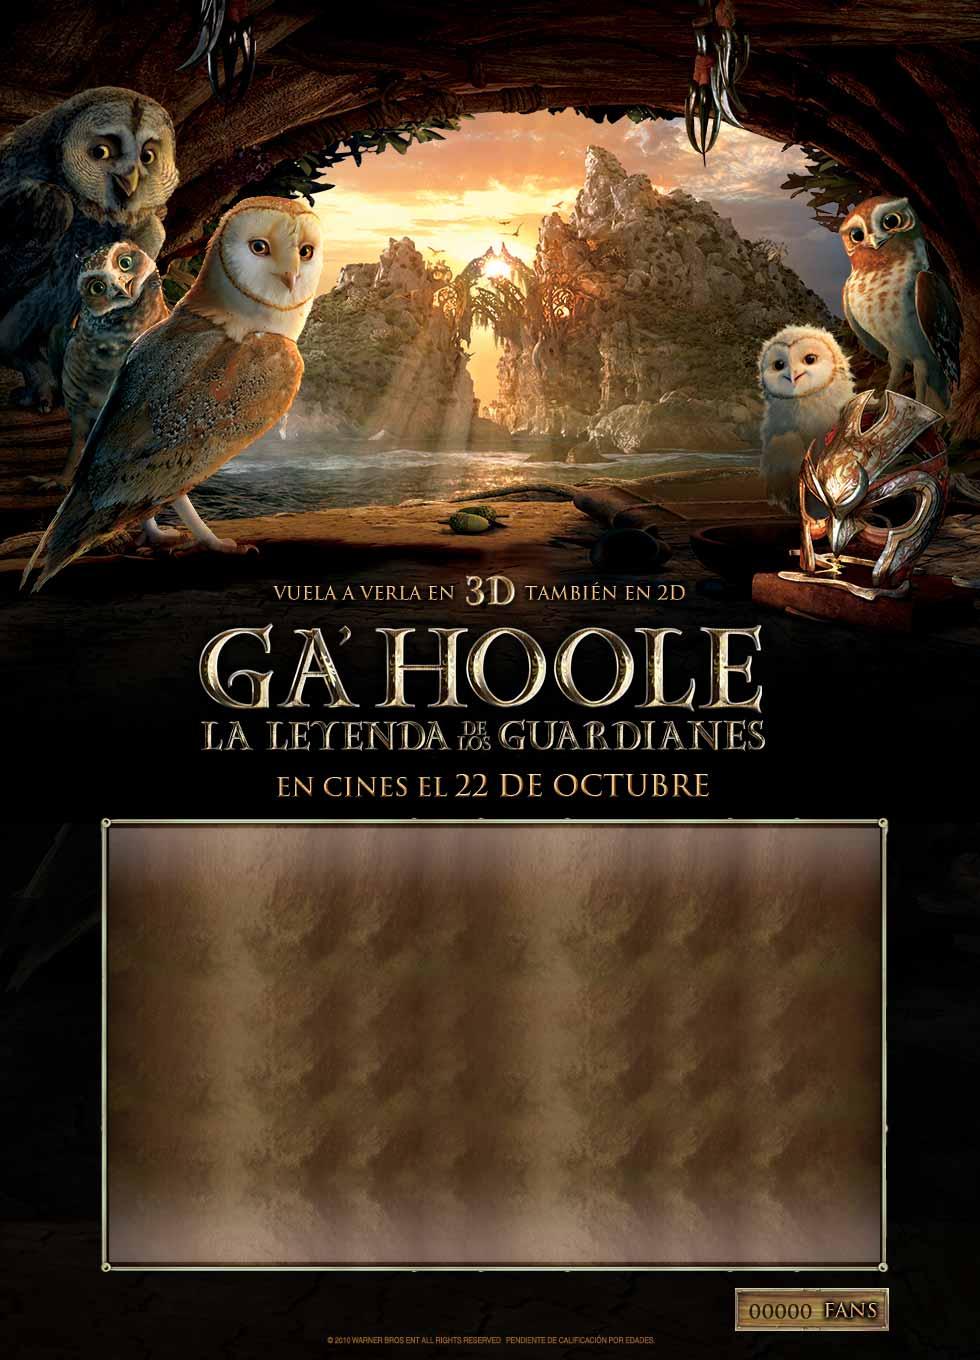 VUELA A VERLA EN 3D TAMBIÉN EN 2D
GA'HOOLE
LA LEYENDA DE LOS GUARDIANES
EN CINES EL 22 DE OCTUBRE
00000 FANS
© 2010 WARNER BROS ENT ALL RIGHTS RESERVED PENDIENTE DE CALIFICACIÓN POR EDADES.